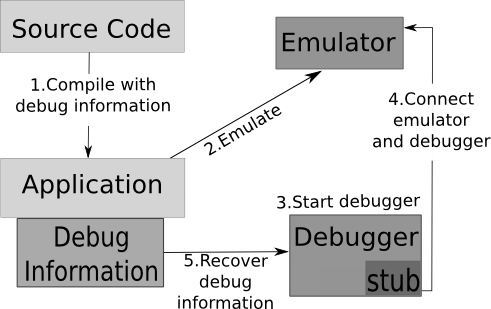 Source Code
Emulator
1.Compile with
debug information
2.Emulate
4.Connect
emulator
and debugger
Application
3.Start debugger
Debug
Information
Debugger
stub
5.Recover
debug
information